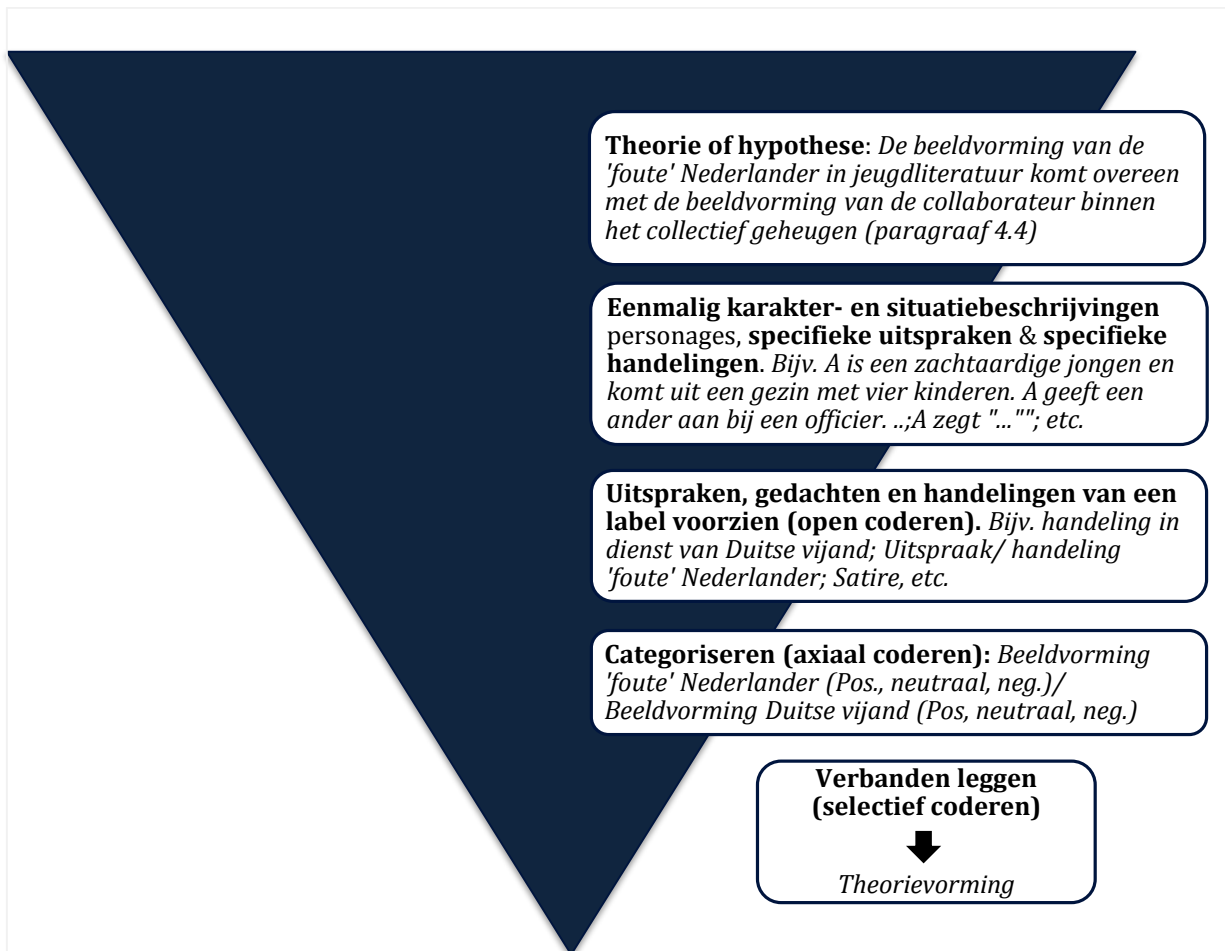 Theorie of hypothese: De beeldvorming van de
'foute' Nederlander in jeugdliteratuur komt overeen
met de beeldvorming van de collaborateur binnen
het collectief geheugen (paragraaf 4.4)
Eenmalig karakter- en situatiebeschrijvingen
personages, specifieke uitspraken & specifieke
handelingen. Bijv. A is een zachtaardige jongen en
komt uit een gezin met vier kinderen. A geeft een
ander aan bij een officier. ..;A zegt "...""; etc.
Uitspraken, gedachten en handelingen van een
label voorzien (open coderen). Bijv. handeling in
dienst van Duitse vijand; Uitspraak/ handeling
'foute' Nederlander; Satire, etc.
Categoriseren (axiaal coderen): Beeldvorming
'foute' Nederlander (Pos., neutraal, neg.)/
Beeldvorming Duitse vijand (Pos, neutraal, neg.)
Verbanden leggen
(selectief coderen)
Theorievorming